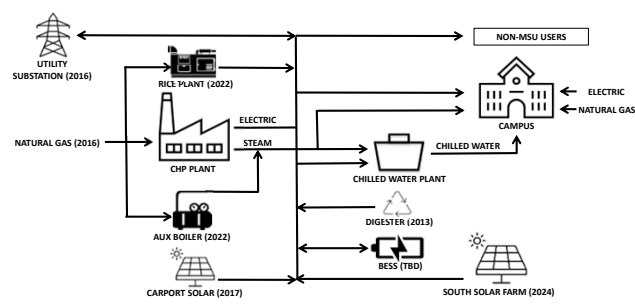 NON-MSU USERS
UTILITY
SUBSTATION (2016)
RICE PLANT (2022)
ELECTRIC
ELECTRIC
NATURAL GAS
CAMPUS
NATURAL GAS (2016)
STEAM
CHP PLANT
CHILLED WATER
CHILLED WATER PLANT
DIGESTER (2013)
AUX BOILER (2022)
BESS (TBD)
CARPORT SOLAR (2017)
SOUTH SOLAR FARM (2024)